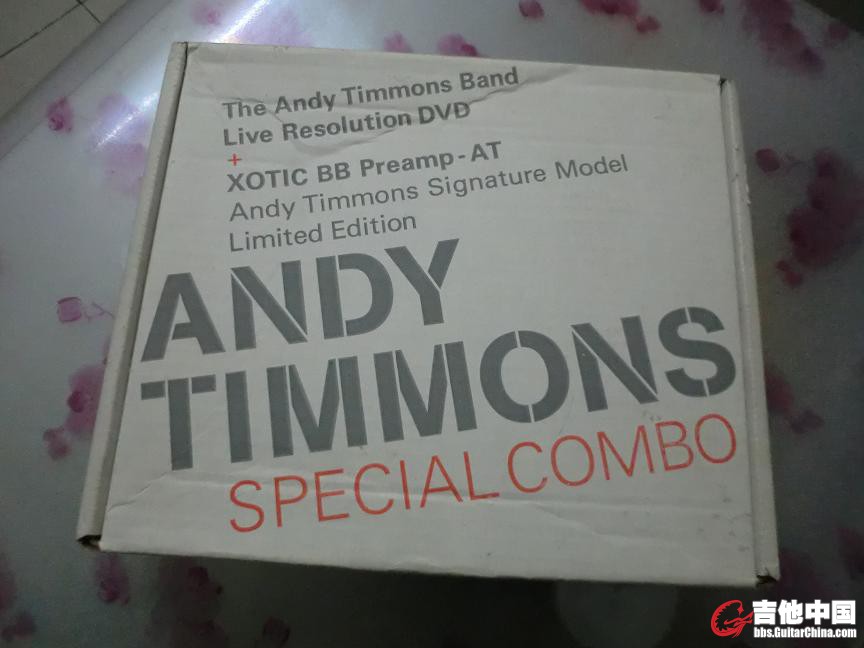 The Andy Timmons Band
Live Resolution DVD
+
XOTIC BB Preamp-AT
Andy Timmons Signature Model
Limited Edition
ANDY
TIMMONS
SPECIAL COMBO
吉他中国
bbs.GuitarChina.com